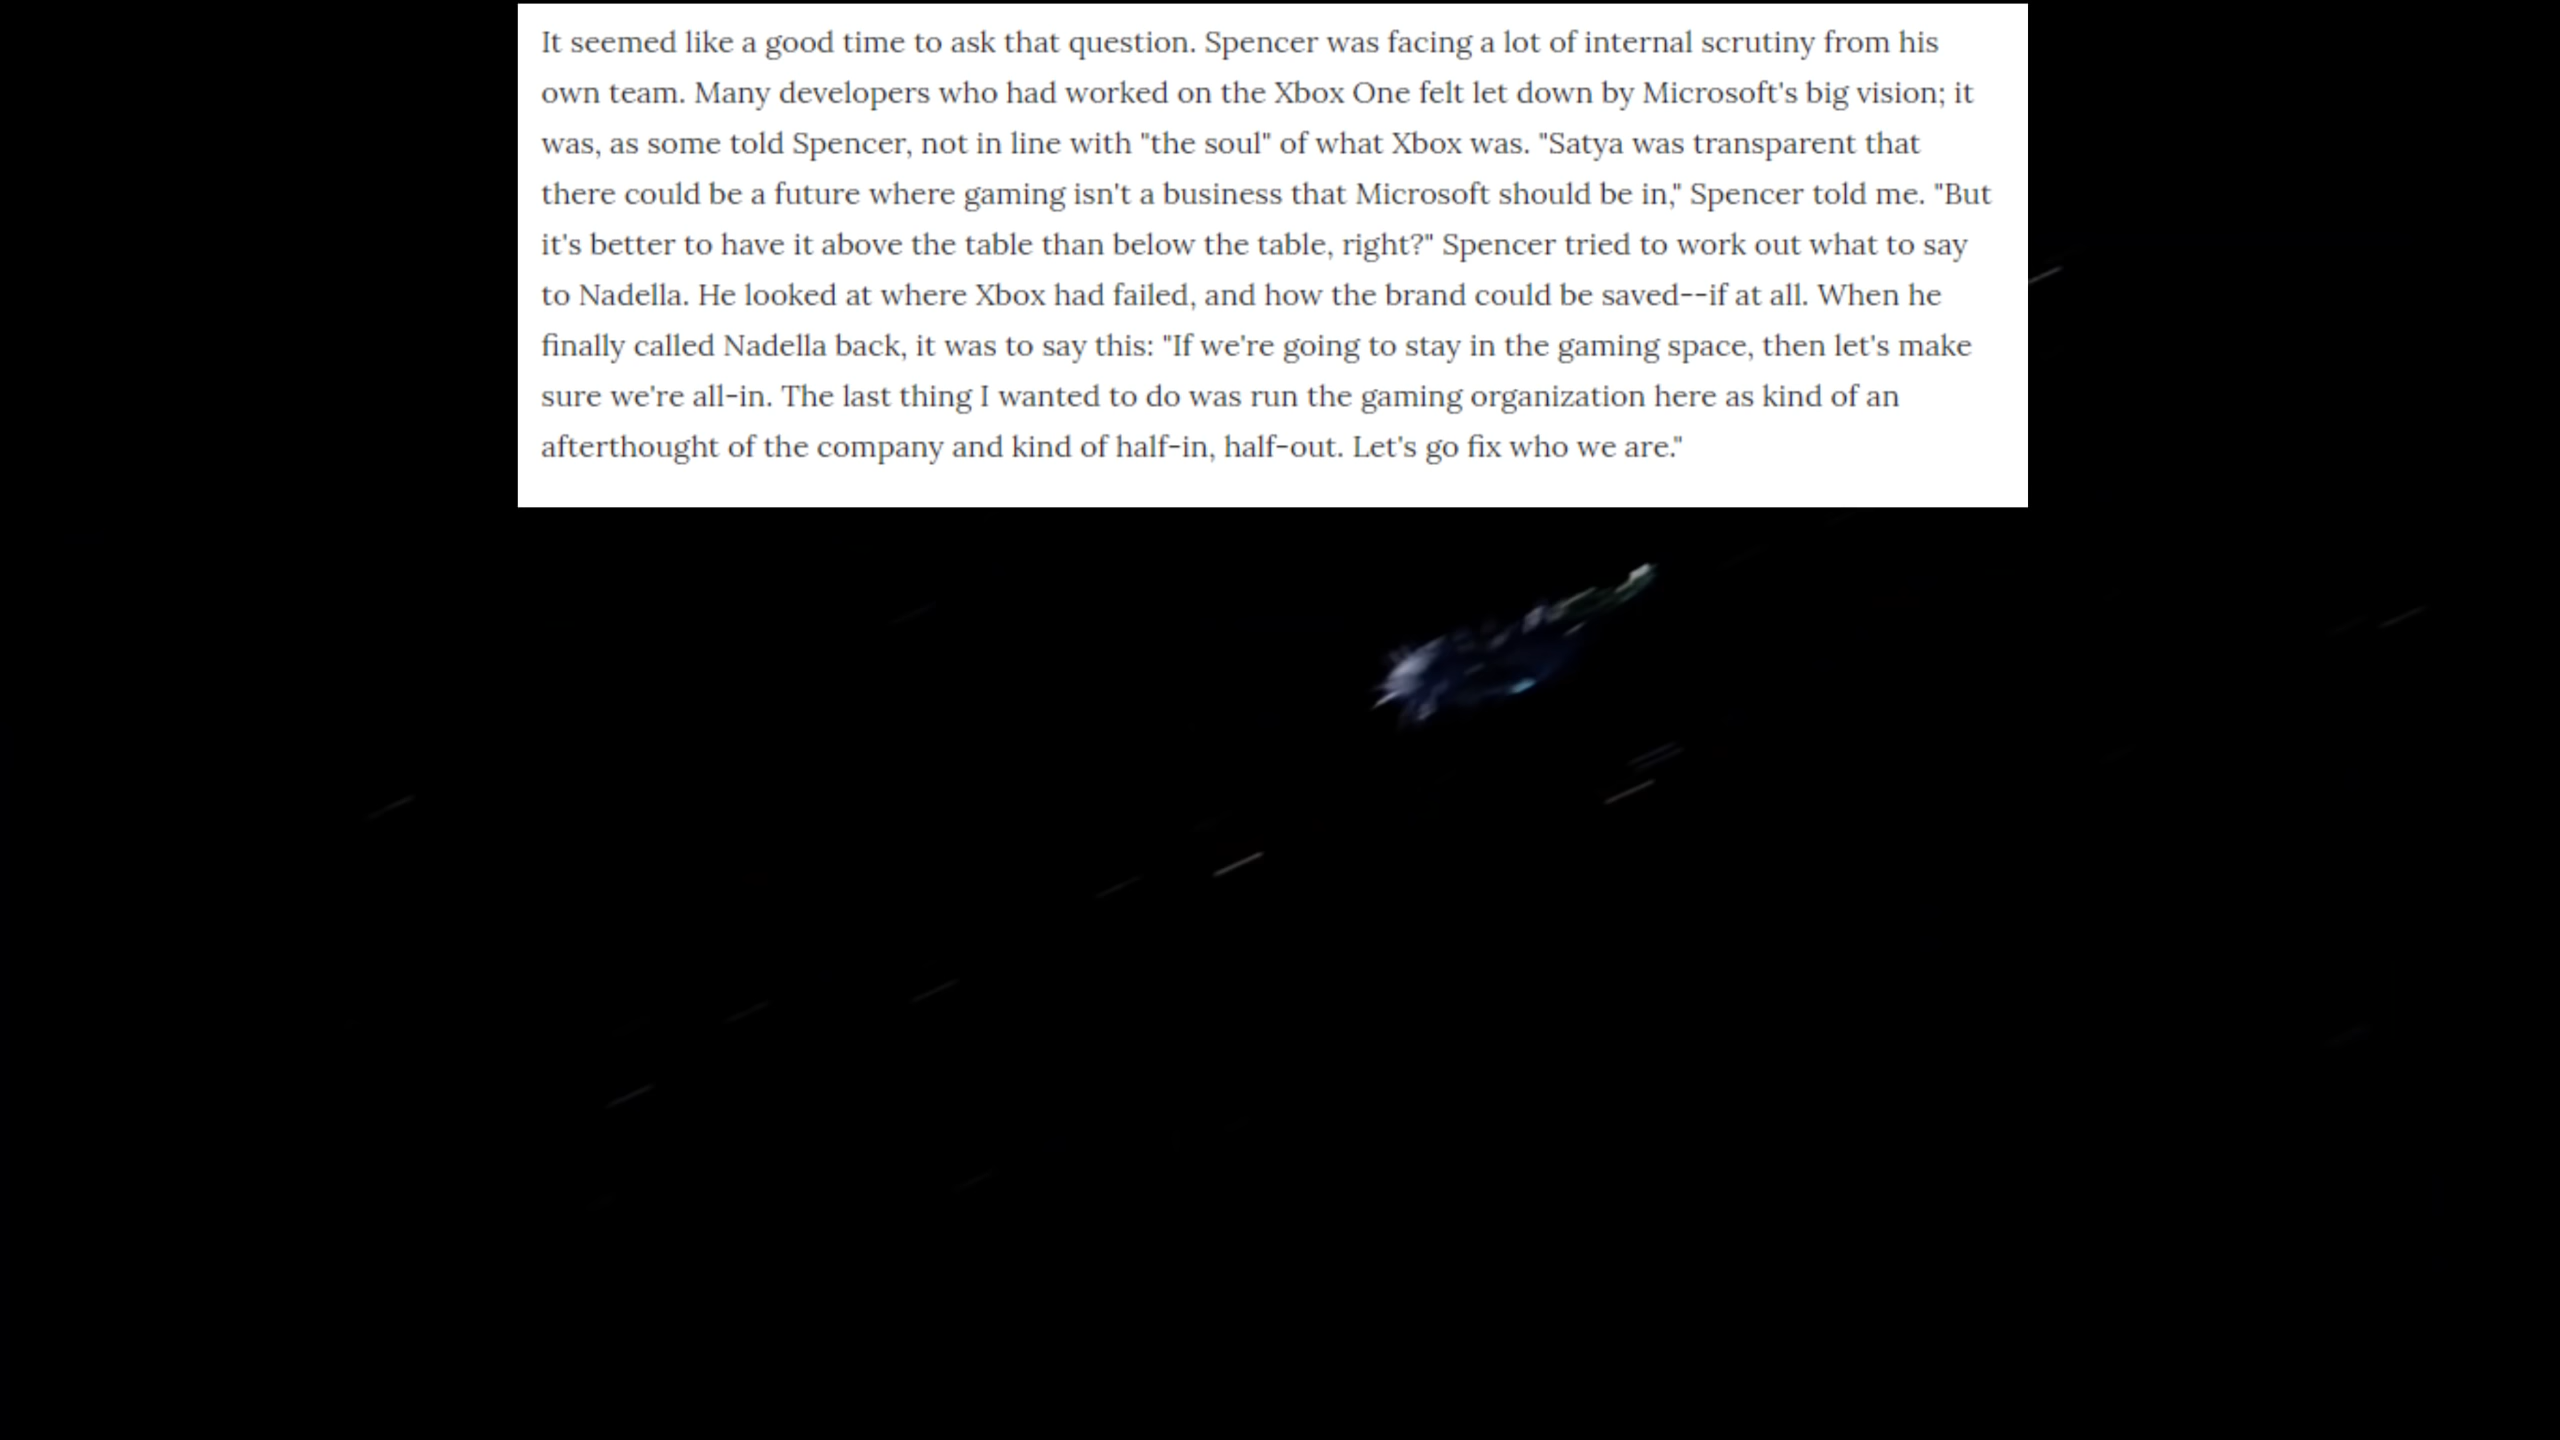 It seemed like a good time to ask that question. Spencer was facing a lot of internal scrutiny from his
own team. Many developers who had worked on the Xbox One felt let down by Microsoft's big vision; it
was, as some told Spencer, not in line with "the soul" of what Xbox was. "Satya was transparent that
there could be a future where gaming isn't a business that Microsoft should be in," Spencer told me. "But
it's better to have it above the table than below the table, right?" Spencer tried to work out what to say
to Nadella. He looked at where Xbox had failed, and how the brand could be saved--if at all. When he
finally called Nadella back, it was to say this: "If we're going to stay in the gaming space, then let's make
sure we're all-in. The last thing I wanted to do was run the gaming organization here as kind of an
afterthought of the company and kind of half-in, half-out. Let's go fix who we are."